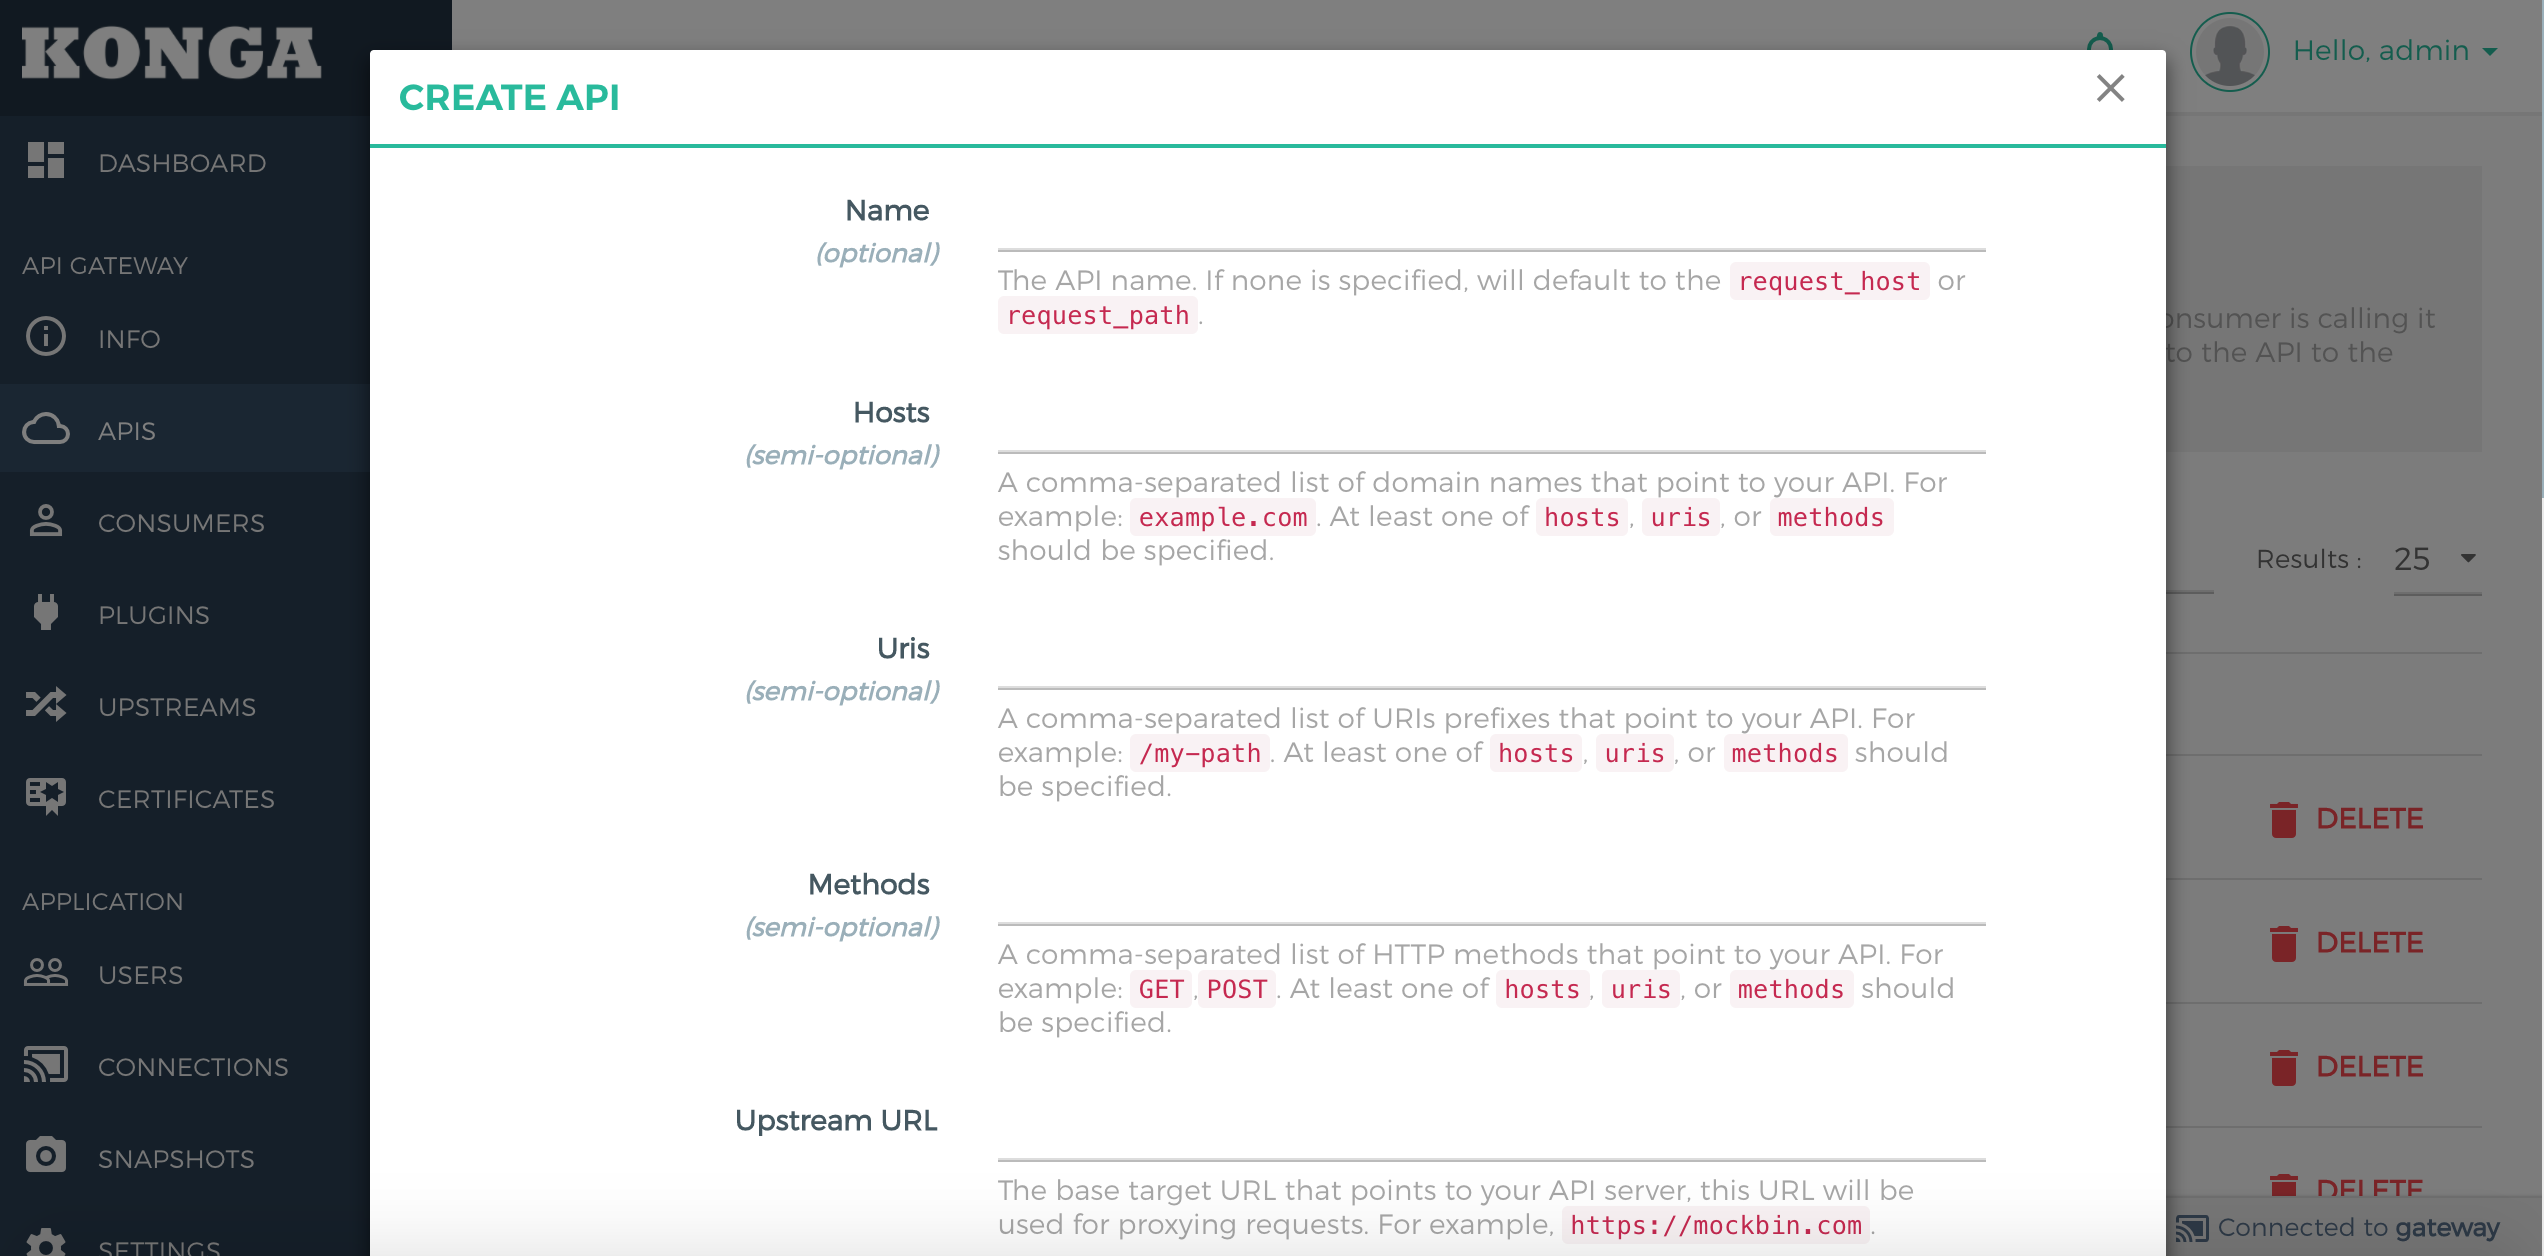 KONGA
DASHBOARD
API GATEWAY
INFO
APIS
CONSUMERS
PLUGINS
UPSTREAMS
CERTIFICATES
APPLICATION
USERS
CONNECTIONS
SNAPSHOTS
SETTINGS
Hello, admin
CREATE API
Name
(optional)
The API name. If none is specified, will default to the request_host or
request_path.
Hosts
(semi-optional)
A comma-separated list of domain names that point to your API. For
example: example.com. At least one of hosts, uris, or methods
should be specified.
Uris
(semi-optional)
A comma-separated list of URIs prefixes that point to your API. For
example: /my-path. At least one of hosts, uris, or methods should
be specified.
Methods
(semi-optional)
A comma-separated list of HTTP methods that point to your API. For
example: GET,POST. At least one of hosts, uris, or methods should
be specified.
Upstream URL
The base target URL that points to your API server, this URL will be
used for proxying requests. For example, https://mockbin.com.
is calling it
to the API to the
Results : 25
DELETE
DELETE
DELETE
DELETE
Connected to gateway